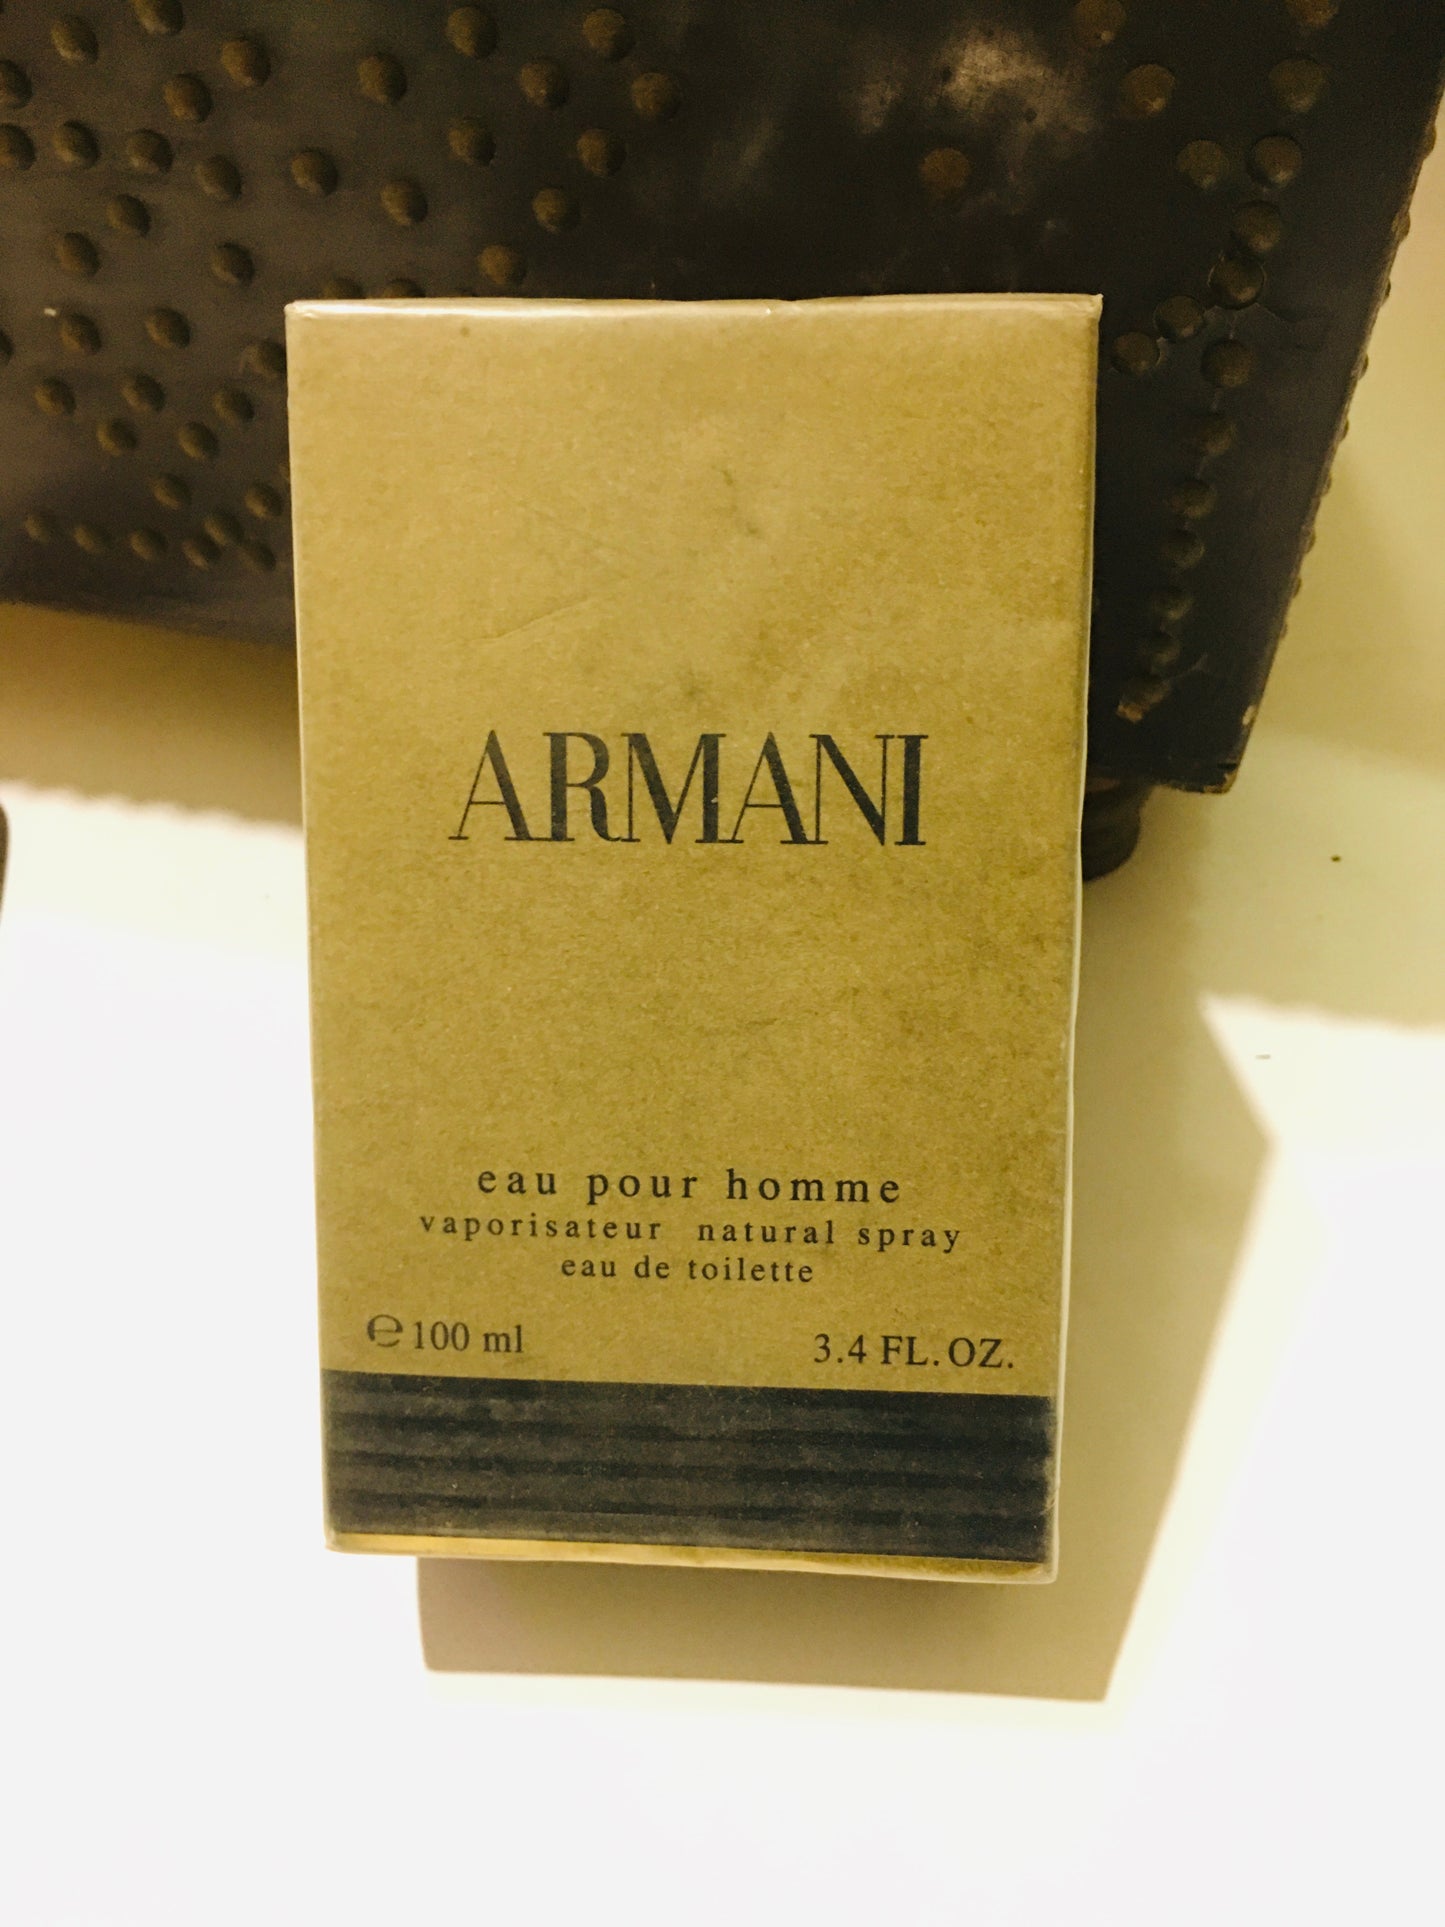 ARMANI
eau pour homme
vaporisateur natural spray
eau de toilette
℮100 ml 3.4 FL.OZ.